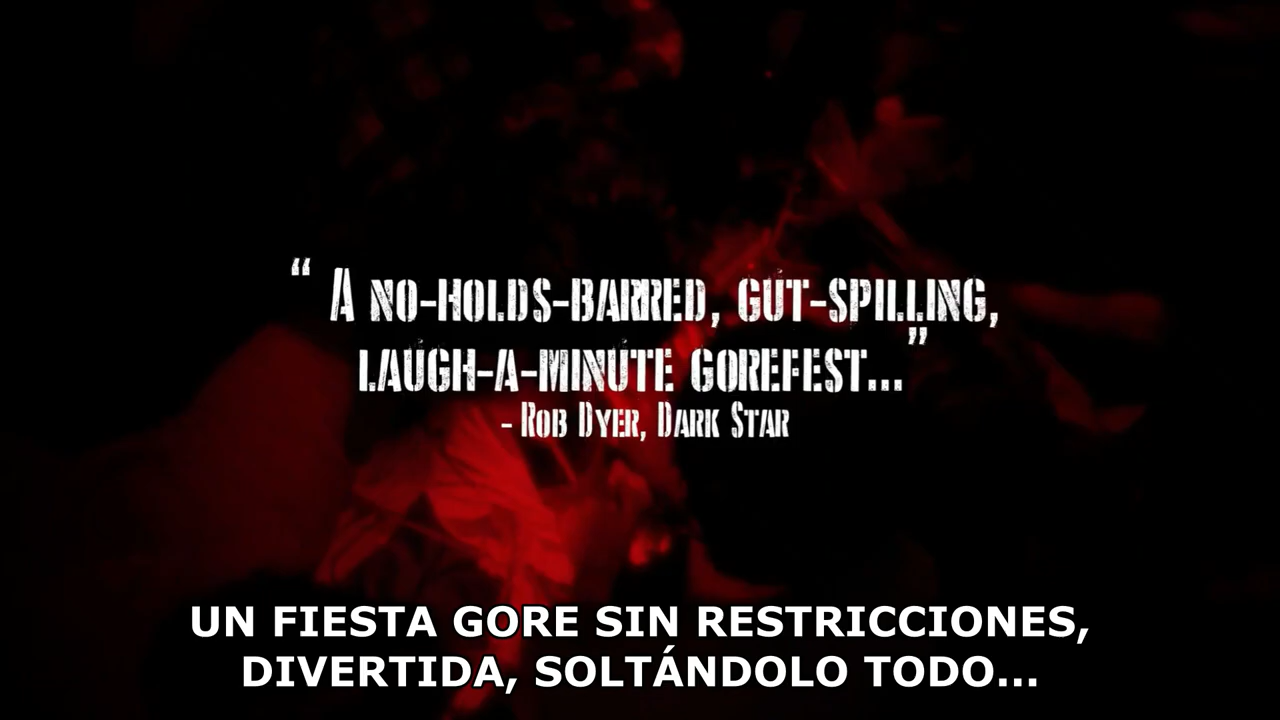 “ A NO-HOLDS-BARRED, GUT-SPILLING,
LAUGH-A-MINUTE GOREFEST...”
- ROB DYER, DARK STAR
UN FIESTA GORE SIN RESTRICCIONES,
DIVERTIDA, SOLTÁNDOLO TODO...